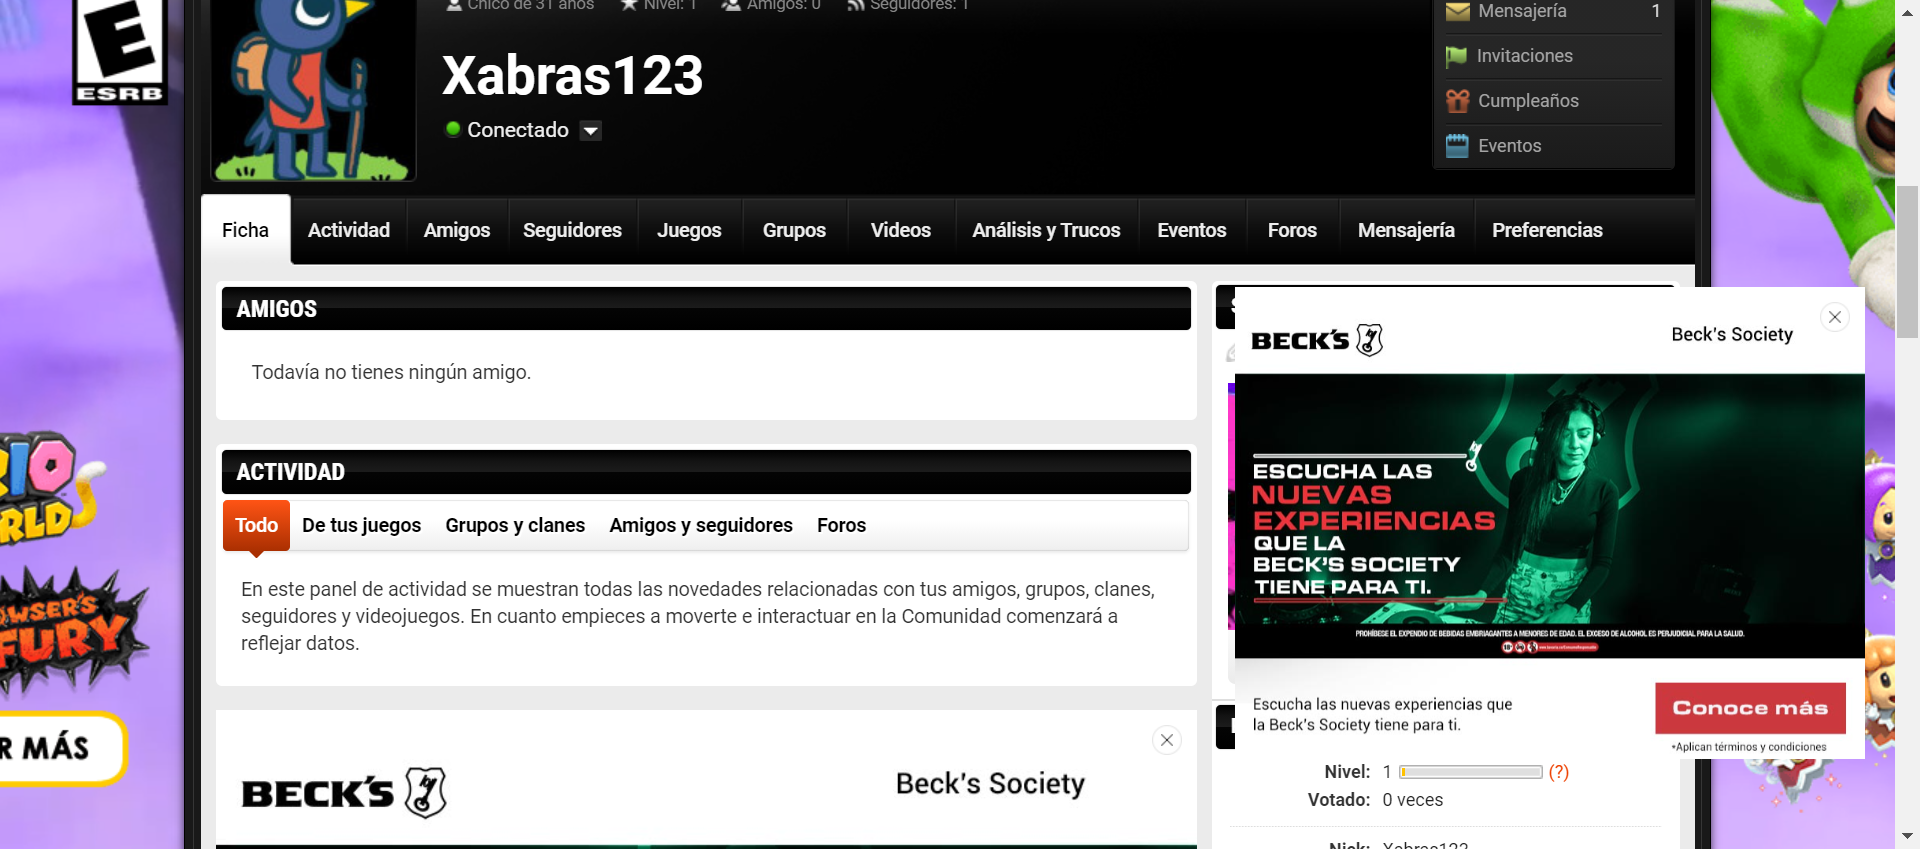 E
ESRB
Chico de 31 años
Nivel: 1
Amigos: 0
Seguidores: 1
Xabras123
Conectado
Mensajería 1
Invitaciones
Cumpleaños
Eventos
Ficha Actividad Amigos Seguidores Juegos Grupos Videos Análisis y Trucos Eventos Foros Mensajería Preferencias
AMIGOS
Todavía no tienes ningún amigo.
ACTIVIDAD
Todo De tus juegos Grupos y clanes Amigos y seguidores Foros
En este panel de actividad se muestran todas las novedades relacionadas con tus amigos, grupos, clanes,
seguidores y videojuegos. En cuanto empieces a moverte e interactuar en la Comunidad comenzará a
reflejar datos.
BECK'S
Beck's Society
BECK'S
Beck's Society
ESCUCHA LAS
NUEVAS
EXPERIENCIAS
QUE LA
BECK'S SOCIETY
TIENE PARA TI.
PROHÍBESE EL EXPENDIO DE BEBIDAS EMBRIAGANTES A MENORES DE EDAD. EL EXCESO DE ALCOHOL ES PERJUDICIAL PARA LA SALUD.
Escucha las nuevas experiencias que
la Beck's Society tiene para ti.
Conoce más
*Aplican términos y condiciones
Nivel: 1 (?)
Votado: 0 veces
Nick: Xabras123
R MÁS
IO
RLD
WSER'S
FURY